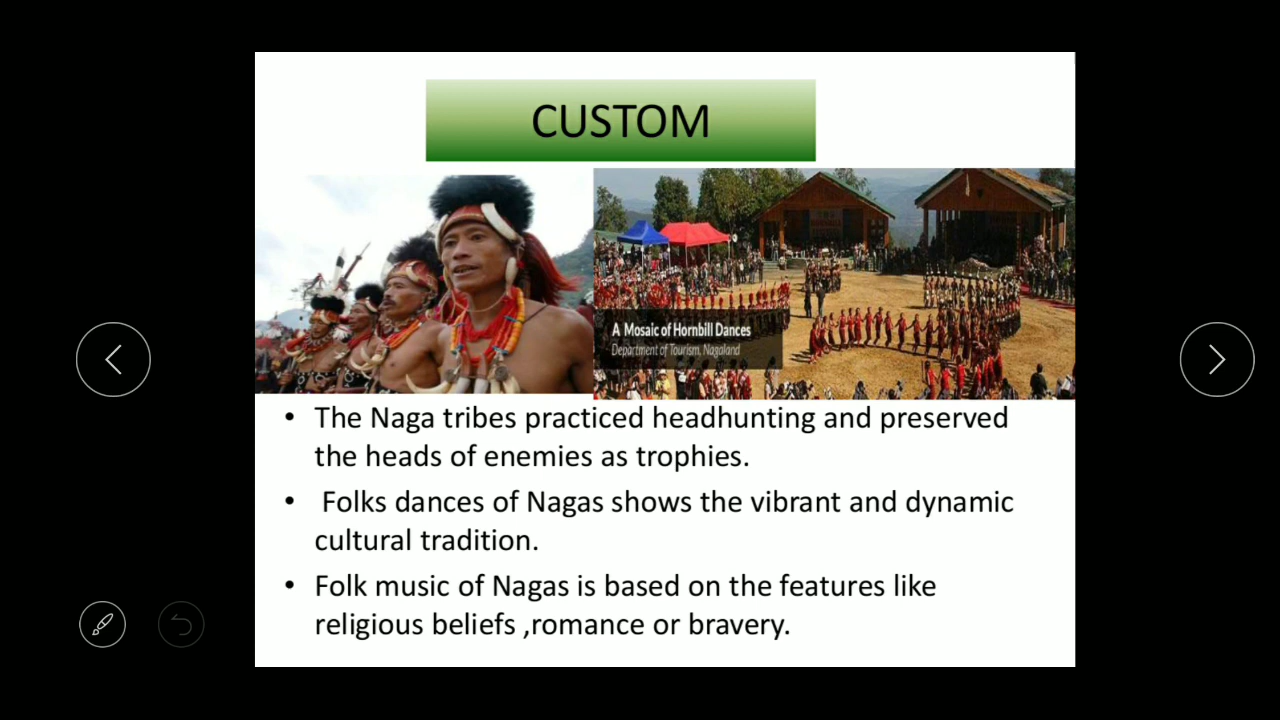 CUSTOM
A Mosaic of Hornbill Dances
Department of Tourism, Nagaland
• The Naga tribes practiced headhunting and preserved
the heads of enemies as trophies.
• Folks dances of Nagas shows the vibrant and dynamic
cultural tradition.
• Folk music of Nagas is based on the features like
religious beliefs ,romance or bravery.